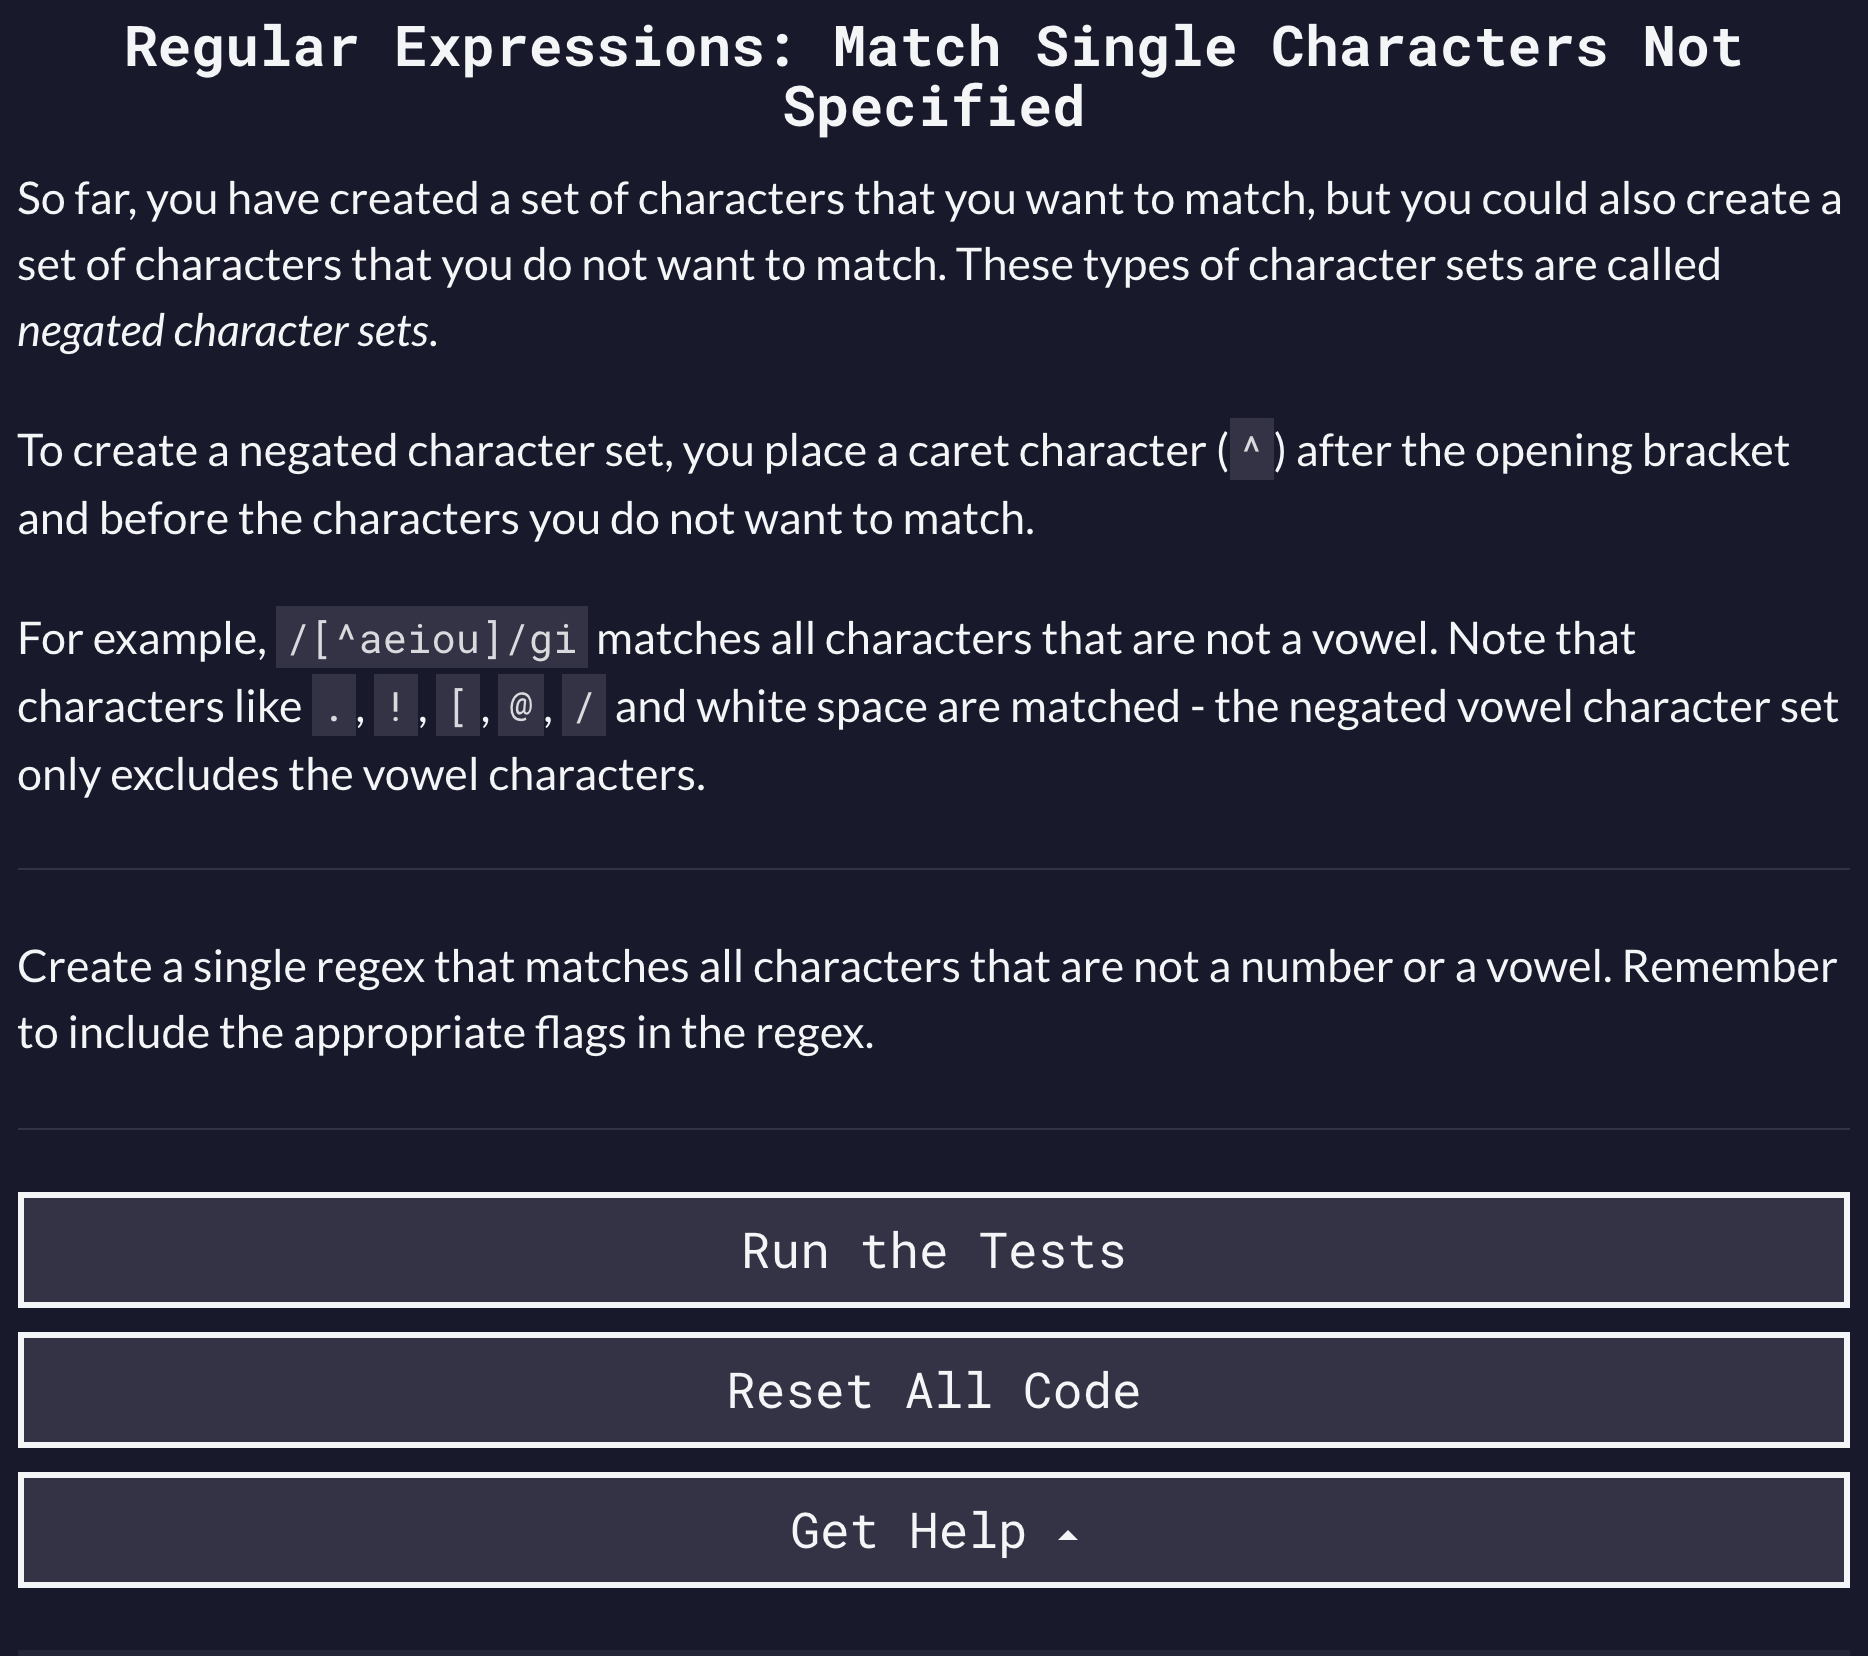 Regular Expressions: Match Single Characters Not
Specified
So far, you have created a set of characters that you want to match, but you could also create a
set of characters that you do not want to match. These types of character sets are called
negated character sets.
To create a negated character set, you place a caret character (^) after the opening bracket
and before the characters you do not want to match.
For example, /[^aeiou]/gi matches all characters that are not a vowel. Note that
characters like ., !, [, @, / and white space are matched - the negated vowel character set
only excludes the vowel characters.
Create a single regex that matches all characters that are not a number or a vowel. Remember
to include the appropriate flags in the regex.
Run the Tests
Reset All Code
Get Help